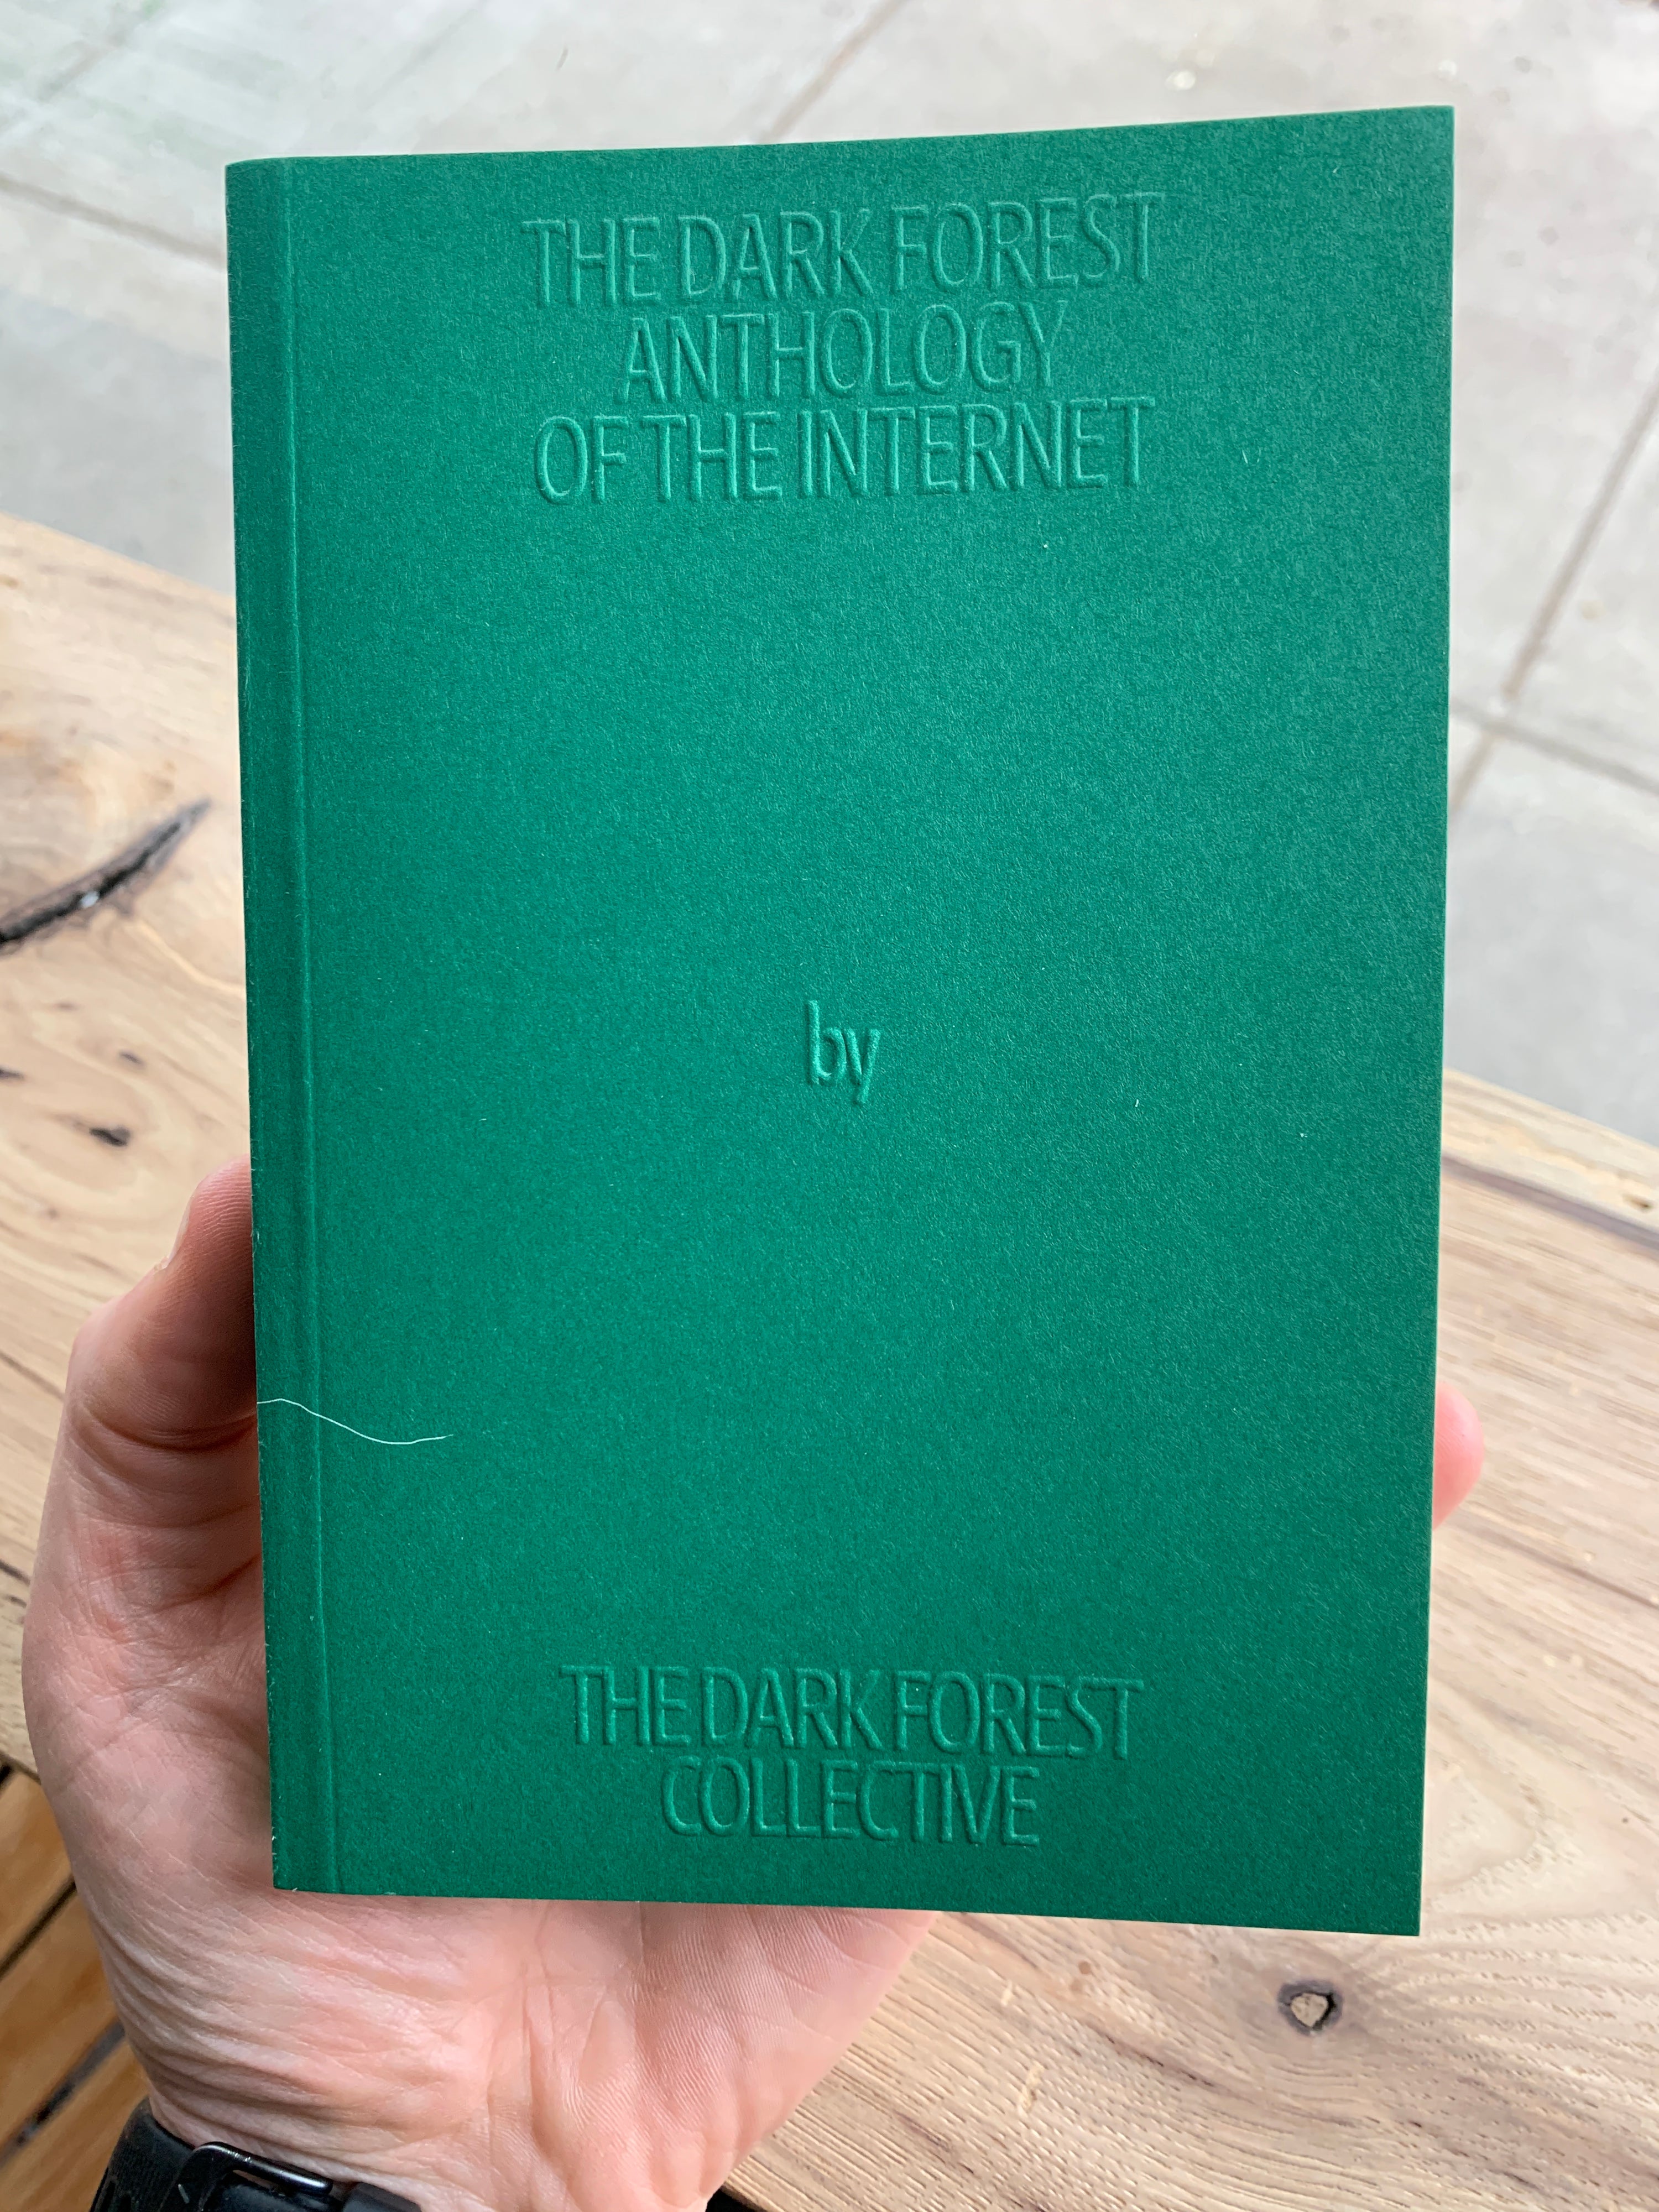 THE DARK FOREST
ANTHOLOGY
OF THE INTERNET
by
THE DARK FOREST
COLLECTIVE